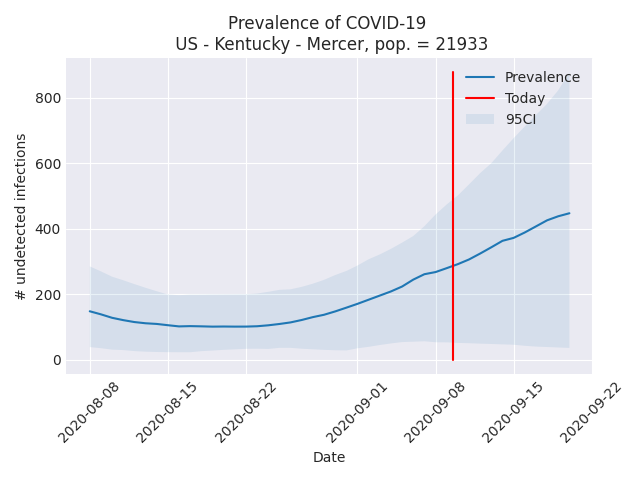 Prevalence of COVID-19
US - Kentucky - Mercer, pop. = 21933
Prevalence
Today
95CI
# undetected infections
800
600
400
200
0
2020-08-08
2020-08-15
2020-08-22
2020-09-01
2020-09-08
2020-09-15
2020-09-22
Date